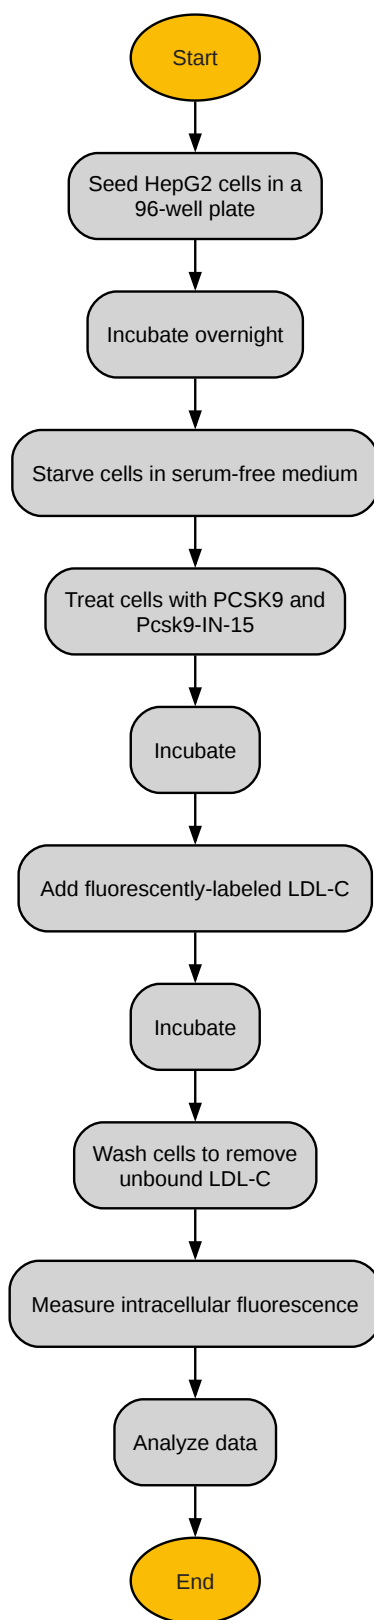 Start
Seed HepG2 cells in a
96-well plate
Incubate overnight
Starve cells in serum-free medium
Treat cells with PCSK9 and
Pcsk9-IN-15
Incubate
Add fluorescently-labeled LDL-C
Incubate
Wash cells to remove
unbound LDL-C
Measure intracellular fluorescence
Analyze data
End